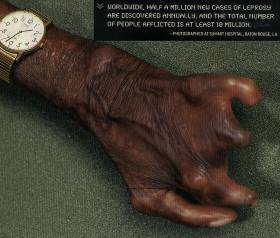 WORLDWIDE, HALF A MILLION NEW CASES OF LEPROSY
ARE DISCOVERED ANNUALLY, AND THE TOTAL NUMBER
OF PEOPLE AFFLICTED IS AT LEAST 10 MILLION.
—PHOTOGRAPHED AT SUMMIT HOSPITAL, BATON ROUGE, LA